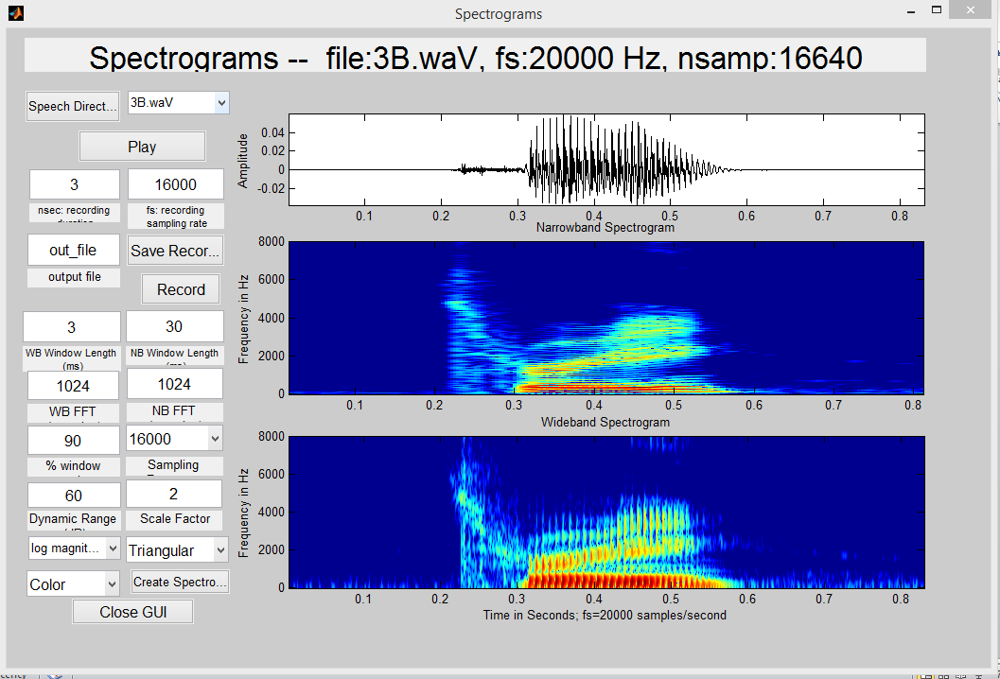 Spectrograms
Spectrograms -- file:3B.waV, fs:20000 Hz, nsamp:16640
Speech Direct...
3B.waV
Play
3
16000
nsec: recording
fs: recording
sampling rate
out_file
Save Recor...
output file
Record
3
30
WB Window Length
(ms)
NB Window Length
1024
1024
WB FFT
NB FFT
90
16000
% window
Sampling
60
2
Dynamic Range
Scale Factor
log magnit...
Triangular
Color
Create Spectro...
Close GUI
Amplitude
0.04
0.02
0
-0.02
0.1 0.2 0.3 0.4 0.5 0.6 0.7 0.8
Narrowband Spectrogram
Frequency in Hz
8000
6000
4000
2000
0
0.1 0.2 0.3 0.4 0.5 0.6 0.7 0.8
Wideband Spectrogram
Frequency in Hz
8000
6000
4000
2000
0
0.1 0.2 0.3 0.4 0.5 0.6 0.7 0.8
Time in Seconds; fs=20000 samples/second